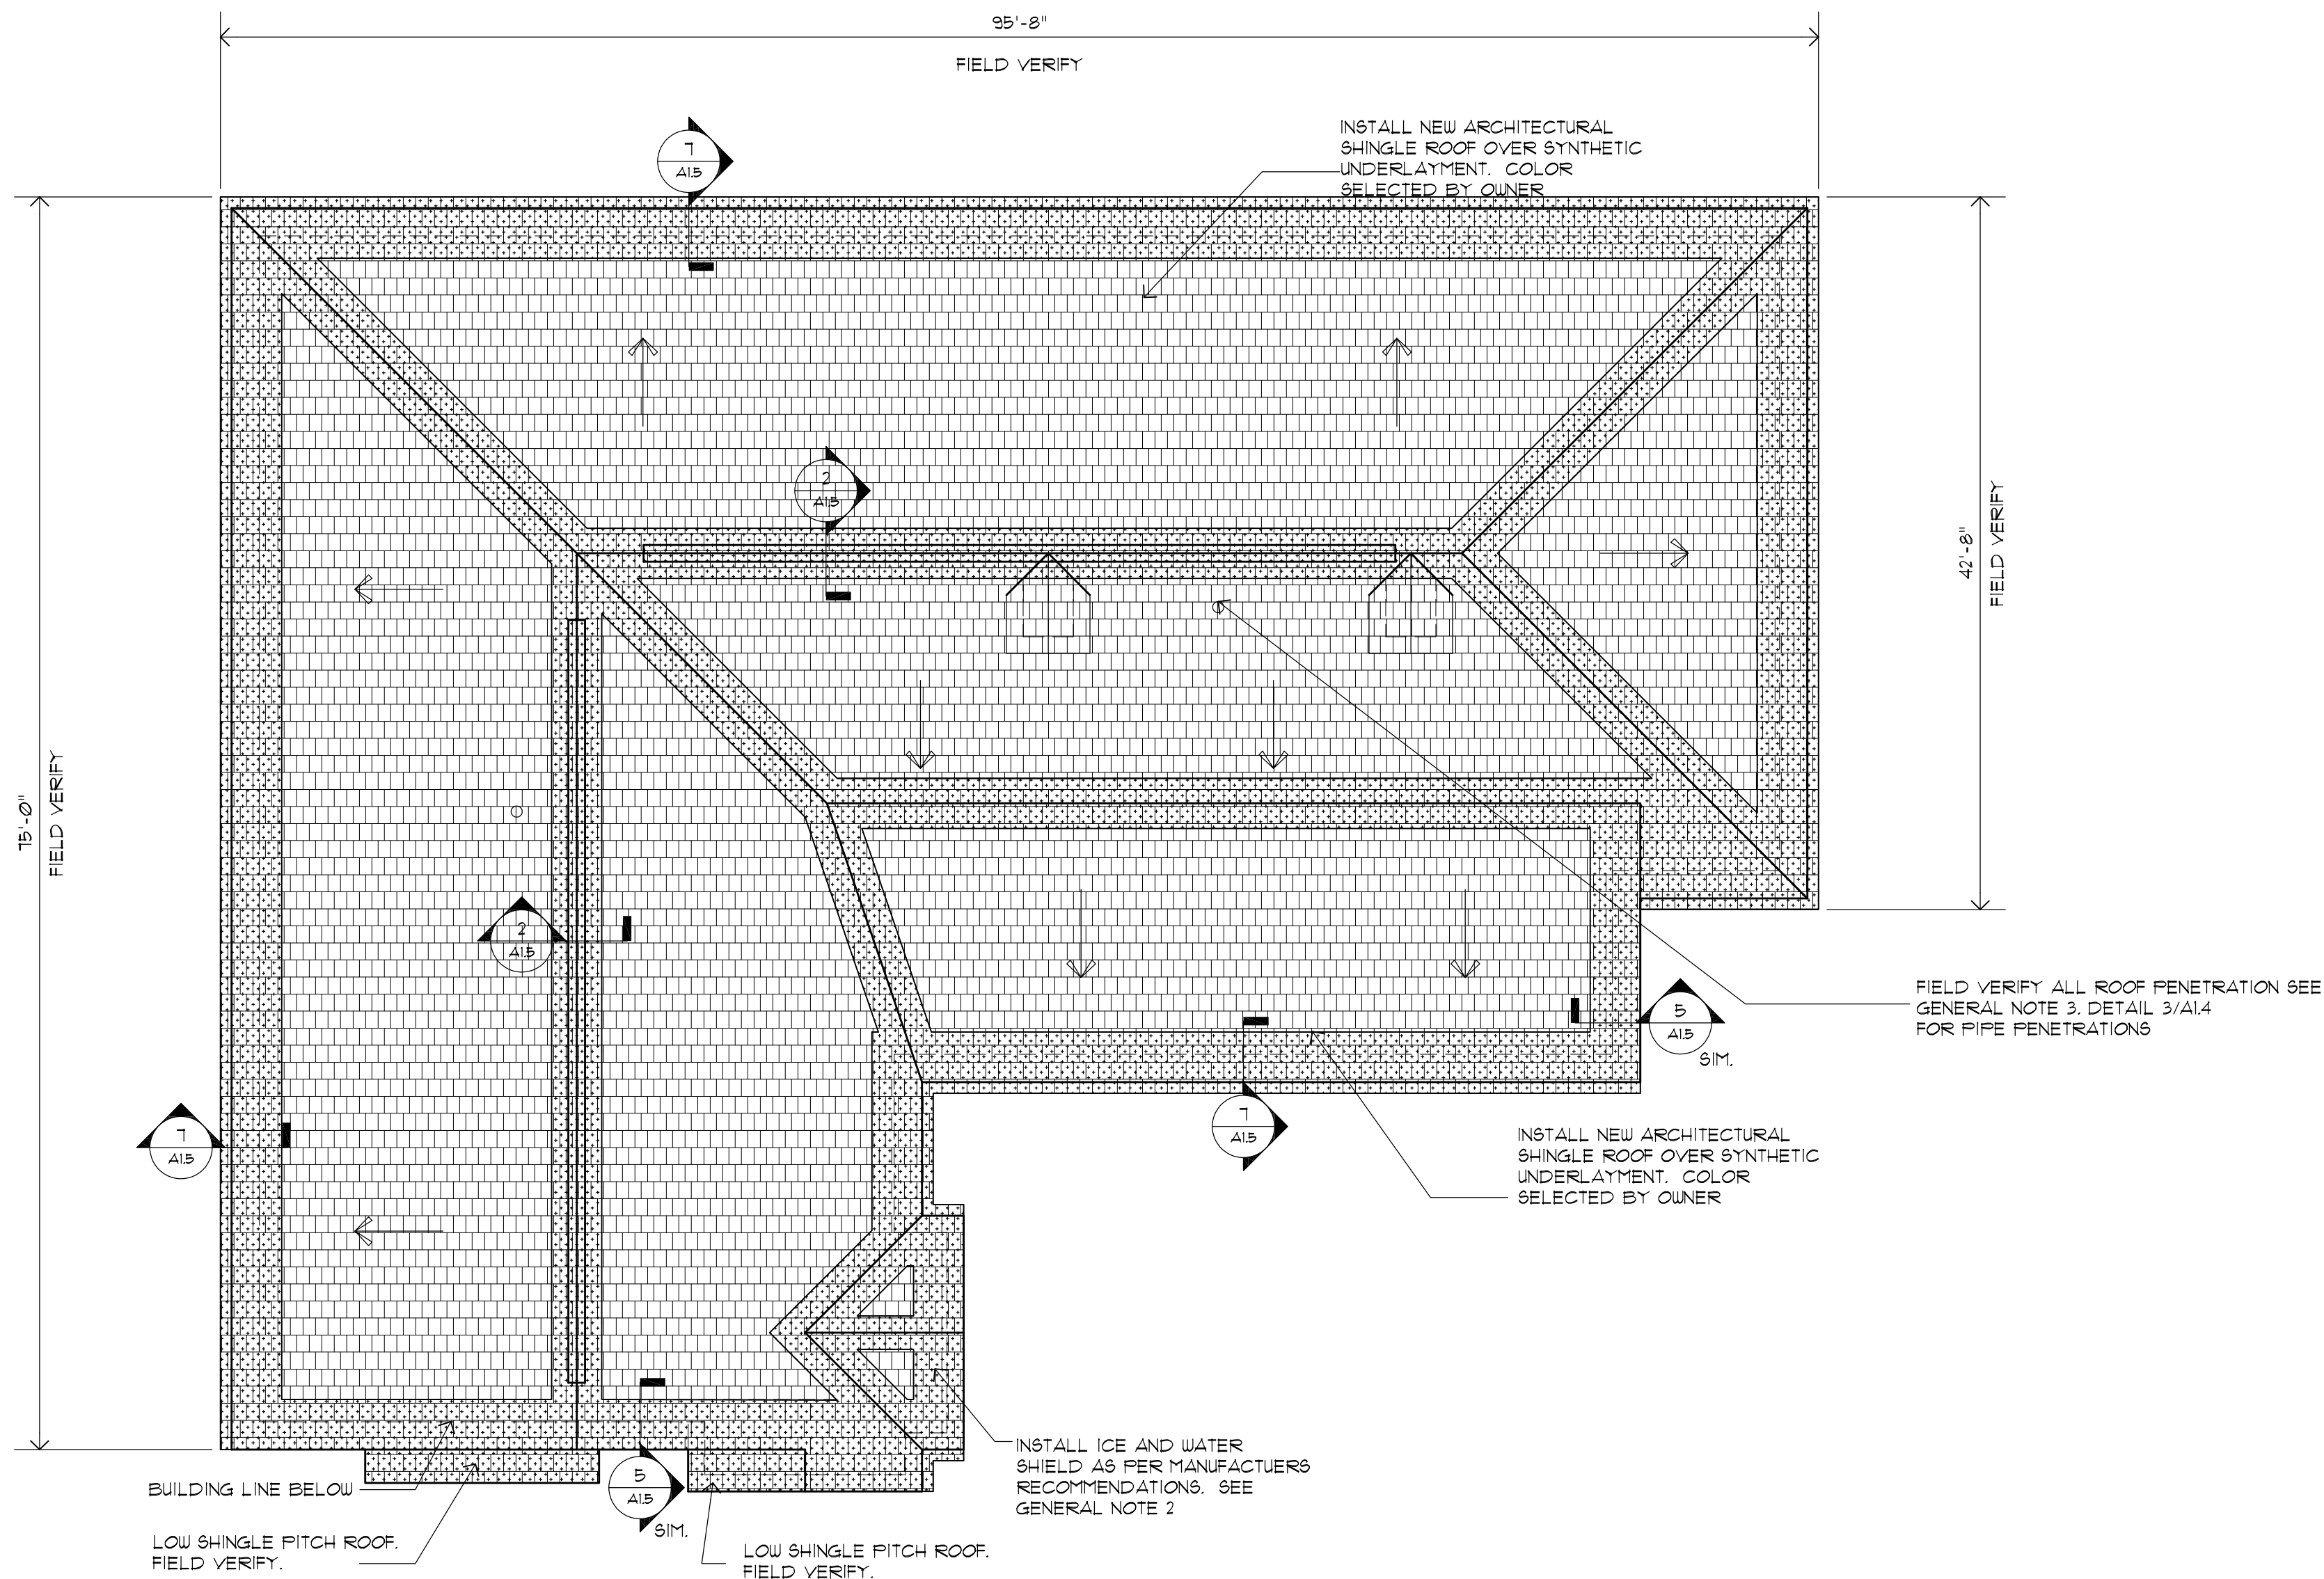 95'-8"
FIELD VERIFY
INSTALL NEW ARCHITECTURAL
SHINGLE ROOF OVER SYNTHETIC
UNDERLAYMENT. COLOR
SELECTED BY OWNER
7
A1.5
2
A1.5
42'-8"
FIELD VERIFY
75'-0"
FIELD VERIFY
2
A1.5
FIELD VERIFY ALL ROOF PENETRATION SEE
GENERAL NOTE 3. DETAIL 3/A1.4
FOR PIPE PENETRATIONS
5
A1.5
SIM.
7
A1.5
7
A1.5
INSTALL NEW ARCHITECTURAL
SHINGLE ROOF OVER SYNTHETIC
UNDERLAYMENT. COLOR
SELECTED BY OWNER
INSTALL ICE AND WATER
SHIELD AS PER MANUFACTUERS
RECOMMENDATIONS. SEE
GENERAL NOTE 2
BUILDING LINE BELOW
5
A1.5
SIM.
LOW SHINGLE PITCH ROOF.
FIELD VERIFY.
LOW SHINGLE PITCH ROOF.
FIELD VERIFY.